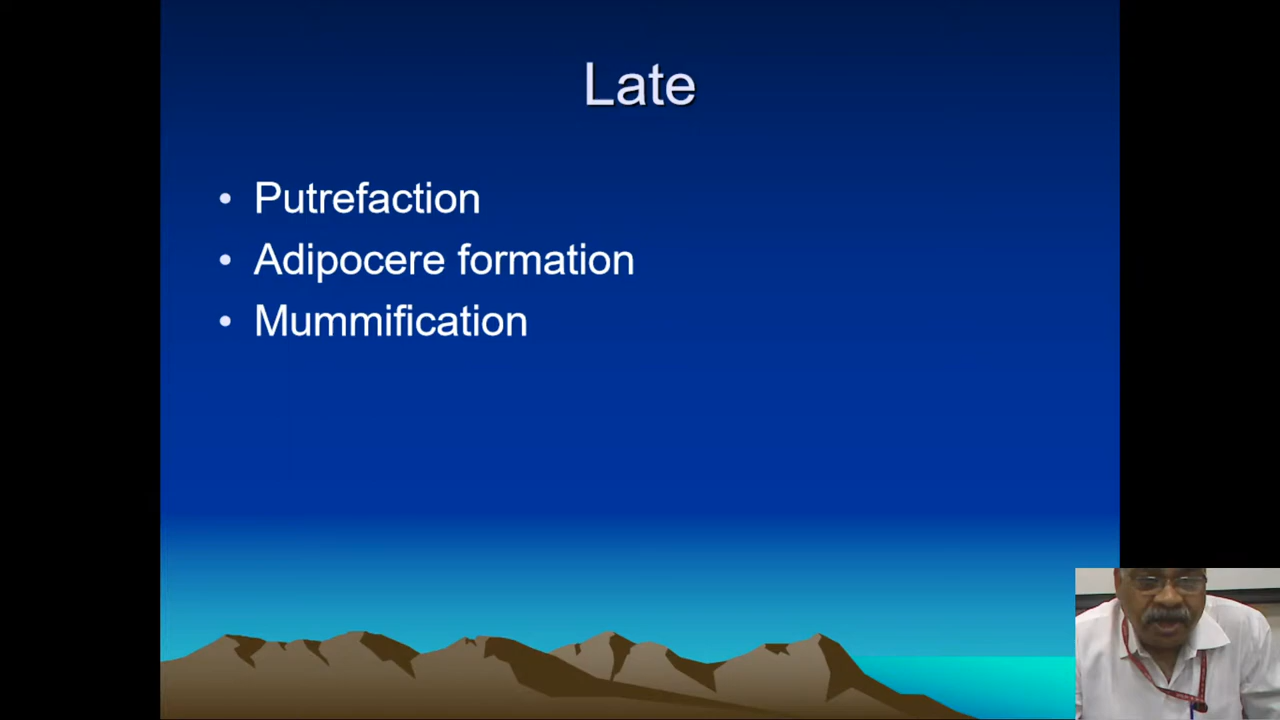 Late
• Putrefaction
• Adipocere formation
• Mummification